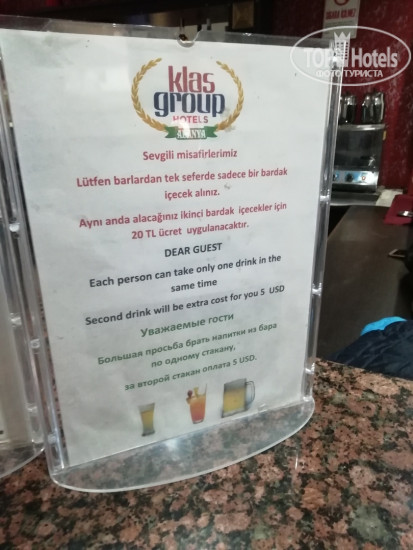 TOPHotels
ФОТО ТУРИСТА
klas
group
HOTELS
ALANYA
Sevgili misafirlerimiz
Lütfen barlardan tek seferde sadece bir bardak
içecek alınız.
Aynı anda alacağınız ikinci bardak içecekler için
20 TL ücret uygulanacaktır.
DEAR GUEST
Each person can take only one drink in the
same time
Second drink will be extra cost for you 5 USD
Уважаемые гости
Большая просьба брать напитки из бара
по одному стакану,
за второй стакан оплата 5 USD.